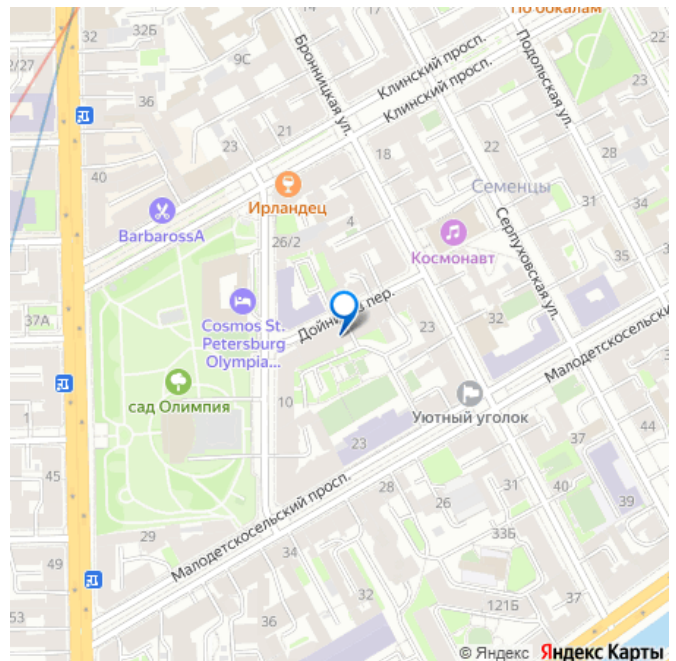 По бокалам
32
32
22
2/27
9С
Бронницкая ул.
Клинский просп.
Подольская ул.
36
23
21
Клинский просп.
23
18
22
28
40
Ирландец
Семенцы
31
34
BarbarossA
4
26/2
Космонавт
Серпуховская ул.
35
37А
Cosmos St.
Petersburg
Olympia...
23
32
сад Олимпия
10
Малодетскосельский
1
Уютный уголок
44
45
23
37
Малодетскосельский просп.
28
26
31
40
39
29
33Б
49
34
53
121Б
37
© Яндекс Яндекс Карты